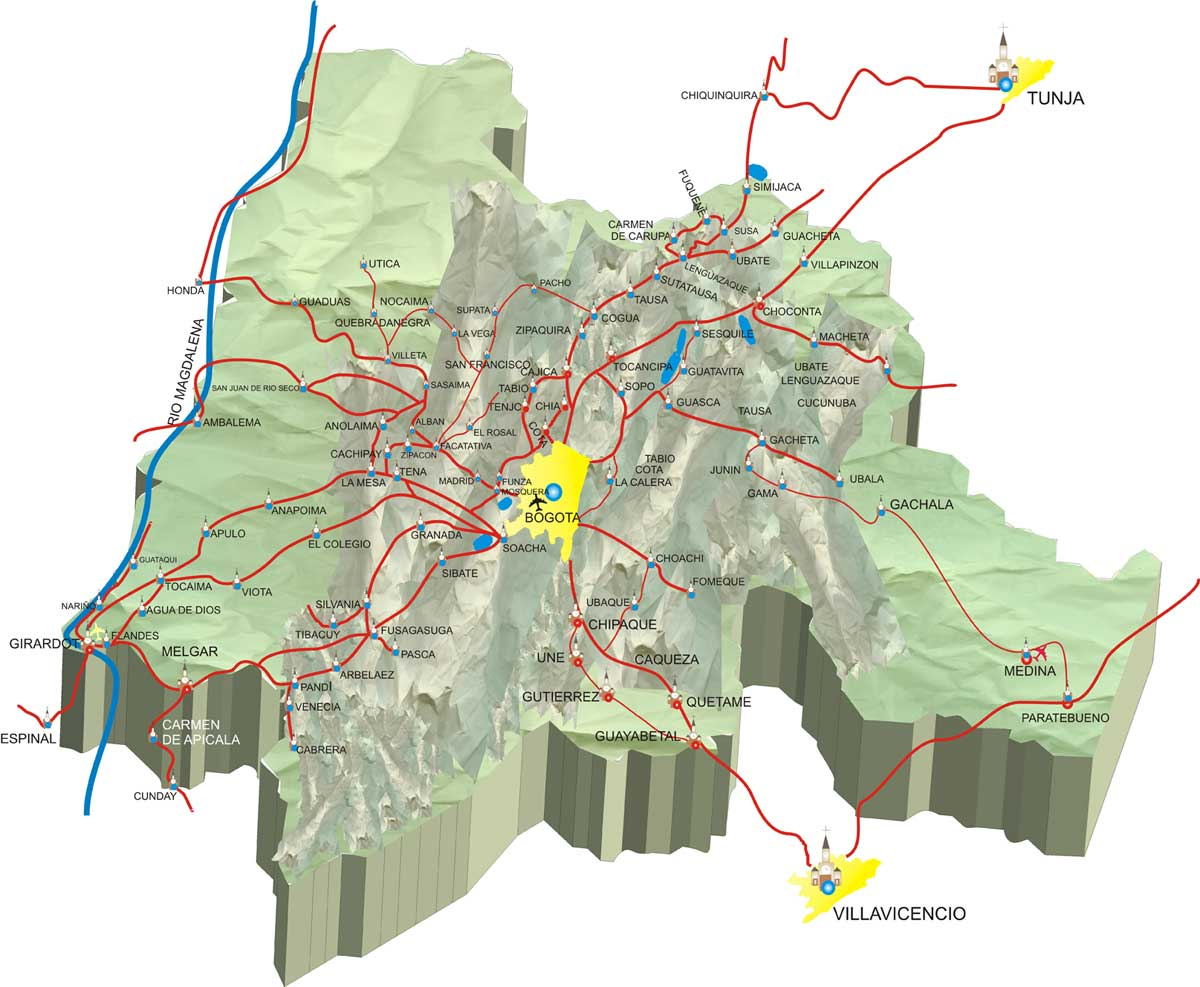 CHIQUINQUIRA
TUNJA
FUQUENE
SIMIJACA
CARMEN
DE CARUPA
SUSA
GUACHETA
UTICA
LENGUAZAQUE
UBATE
VILLAPINZON
HONDA
GUADUAS
NOCAIMA
SUPATA
PACHO
TAUSA
SUTATAUSA
QUEBRADANEGRA
COGUA
CHOCONTA
RIO MAGDALENA
LA VEGA
ZIPAQUIRA
SESQUILE
MACHETA
VILLETA
SAN FRANCISCO
CAJICA
TOCANCIPA
GUATAVITA
UBATE
LENGUAZAQUE
SAN JUAN DE RIO SECO
SASAIMA
TABIO
SOPO
CUCUNUBA
TENJO
CHIA
GUASCA
TAUSA
AMBALEMA
ANOLAIMA
ALBAN
EL ROSAL
COTA
GACHETA
CACHIPAY
ZIPACON
FACATATIVA
TABIO
COTA
LA CALERA
JUNIN
LA MESA
TENA
MADRID
FUNZA
MOSQUERA
GAMA
UBALA
ANAPOIMA
BOGOTA
GACHALA
APULO
EL COLEGIO
GRANADA
SOACHA
GUATAQUI
SIBATE
CHOACHI
TOCAIMA
VIOTA
FOMEQUE
NARIÑO
AGUA DE DIOS
SILVANIA
UBAQUE
CHIPAQUE
GIRARDOT
FLANDES
TIBACUY
FUSAGASUGA
MELGAR
PASCA
UNE
CAQUEZA
ARBELAEZ
MEDINA
PANDÍ
GUTIERREZ
QUETAME
VENECIA
PARATEBUENO
ESPINAL
CARMEN
DE APICALA
GUAYABETAL
CABRERA
CUNDAY
VILLAVICENCIO